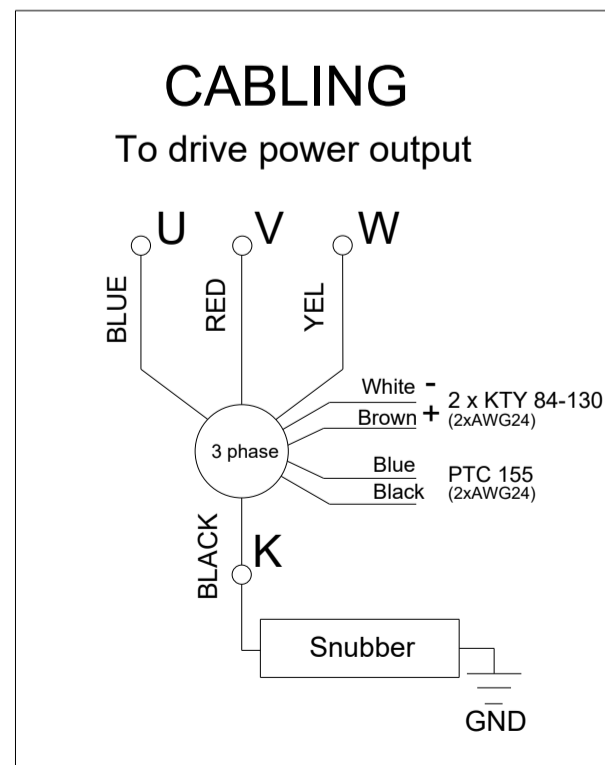 CABLING
To drive power output
U V W
BLUE RED YEL
White - 2 x KTY 84-130
Brown + (2xAWG24)
3 phase
Blue PTC 155
Black (2xAWG24)
BLACK K
Snubber
GND